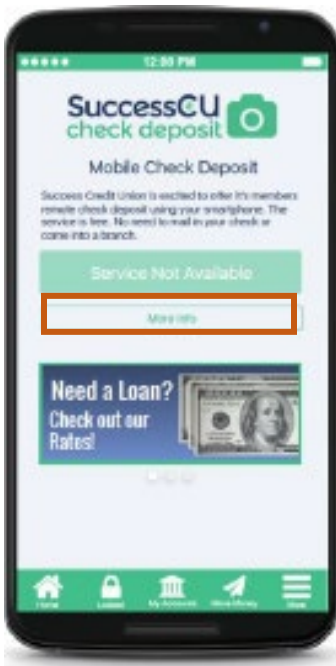 12:00 PM
SuccessCU
check deposit
Mobile Check Deposit
Success Credit Union is excited to offer it's members
remote check deposit using your smartphone. The
service is free. No need to mail in your check or
come into a branch.
Service Not Available
More Info
Need a Loan?
Check out our
Rates!
Home
Locked
My Accounts
Move Money
More